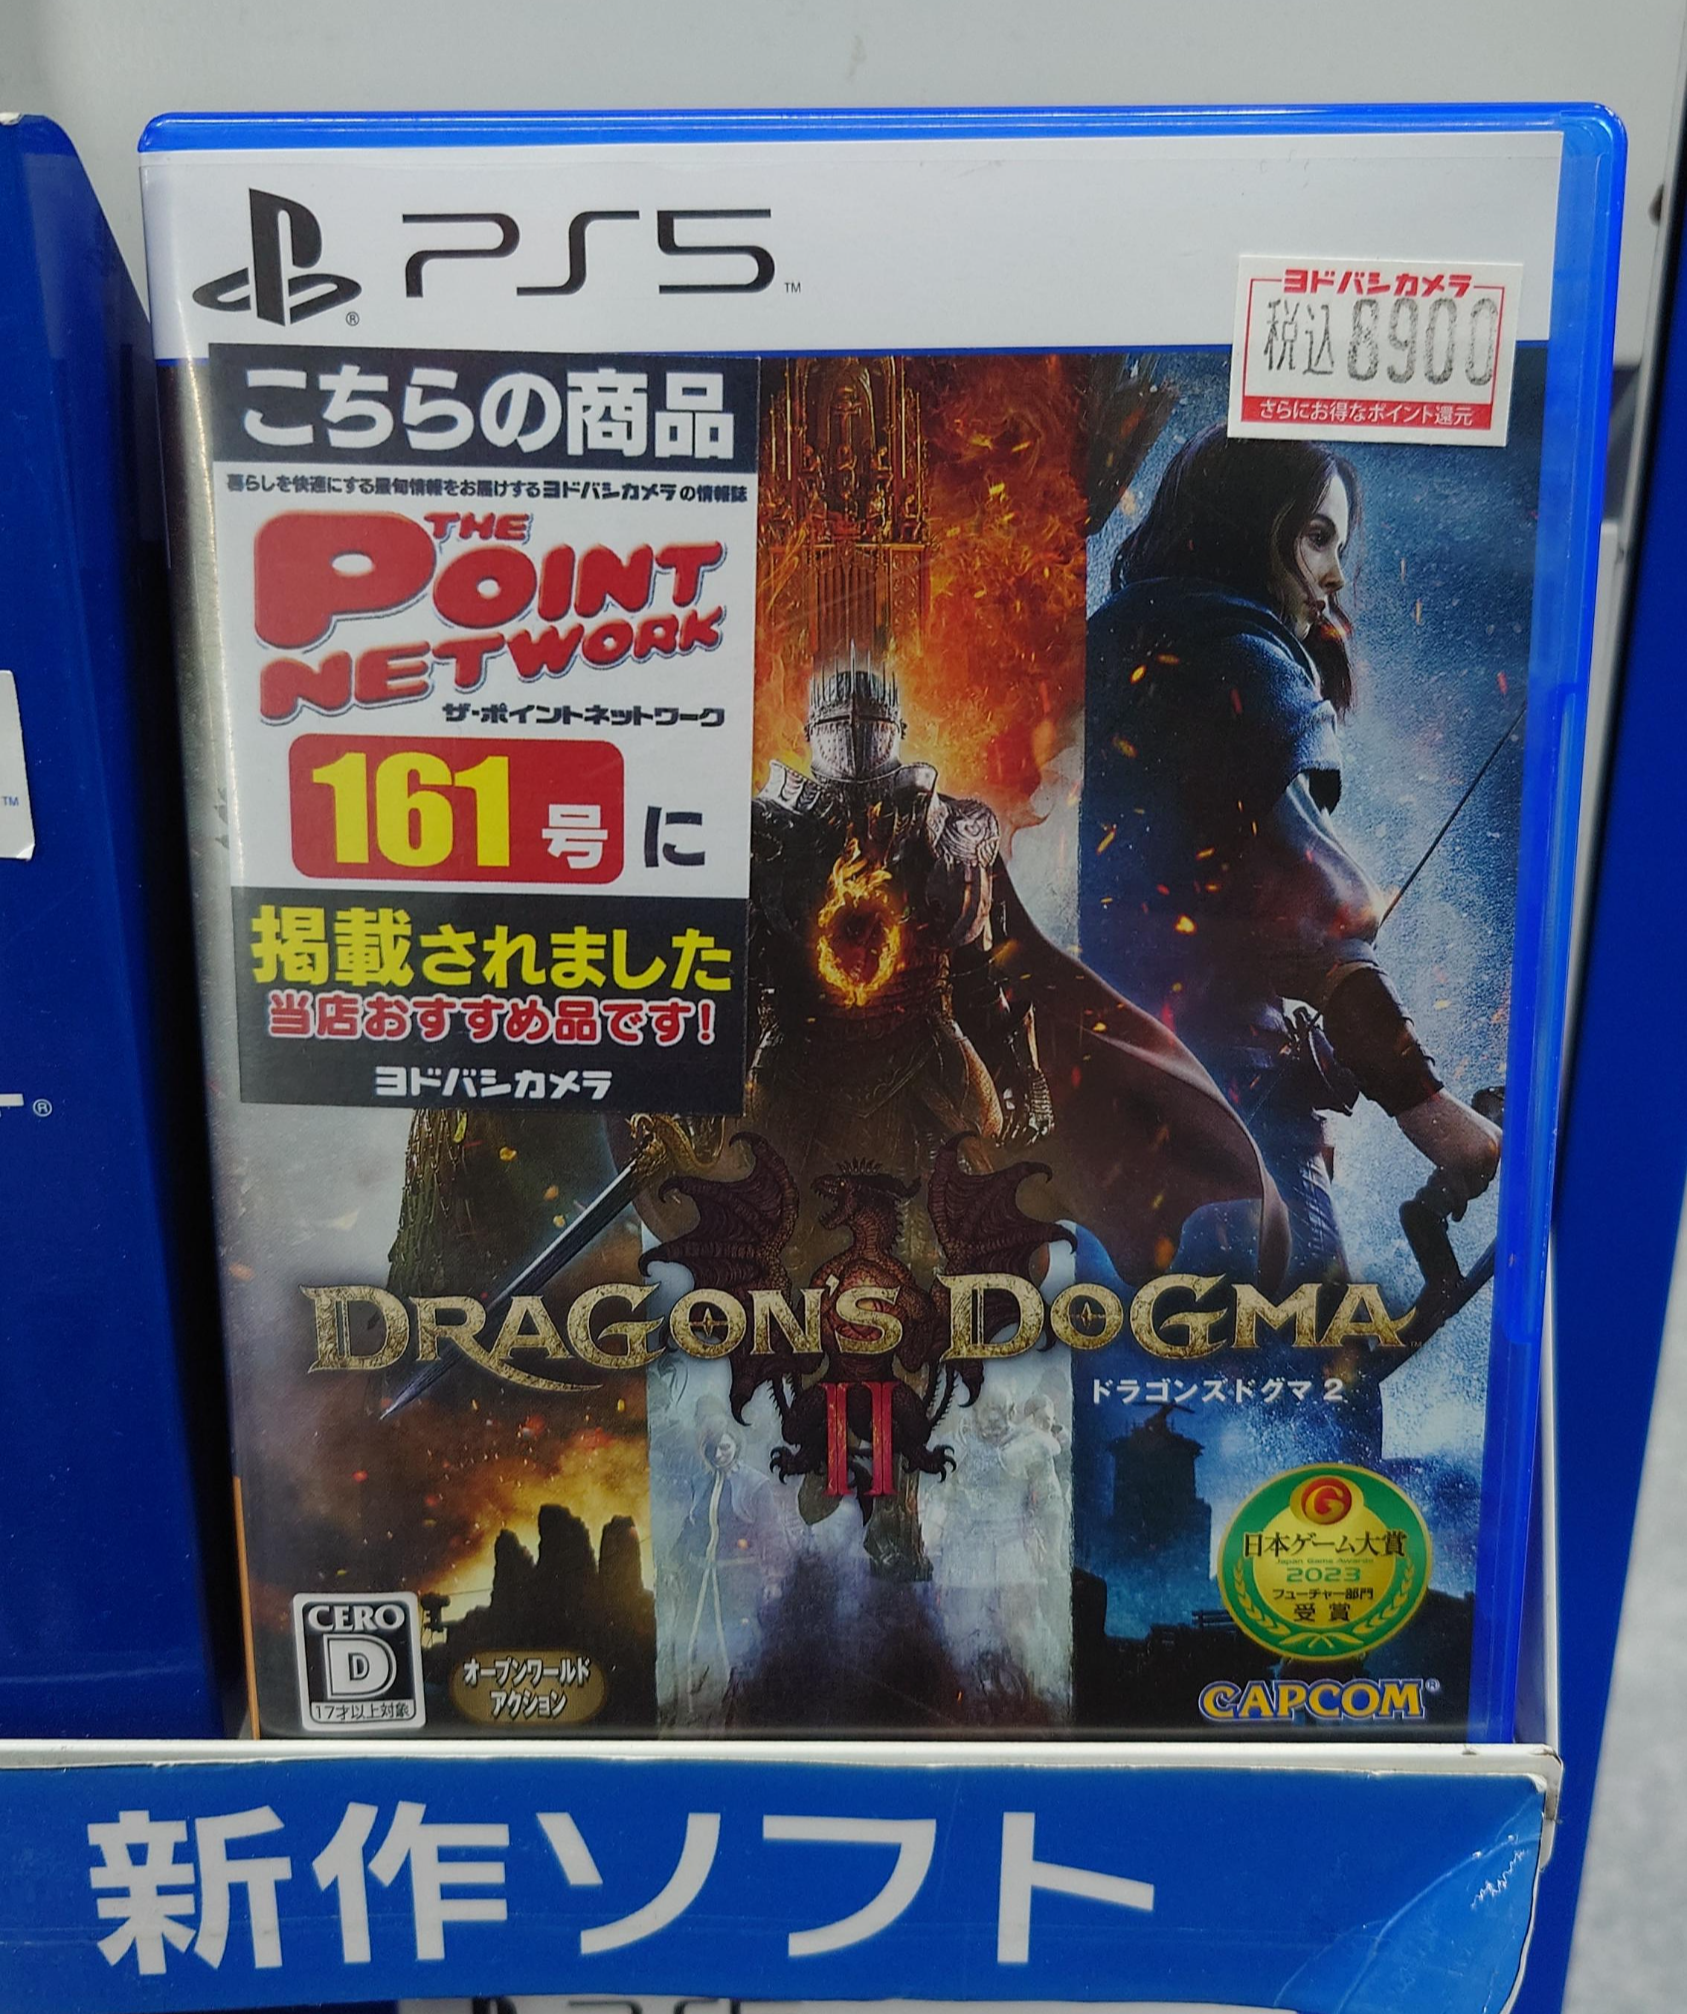 PS5™
ヨドバシカメラ
税込8900
さらにお得なポイント還元
こちらの商品
暮らしを快適にする最旬情報をお届けするヨドバシカメラの情報誌
THE
POINT
NETWORK
ザ・ポイントネットワーク
161号に
掲載されました
当店おすすめ品です!
ヨドバシカメラ
DRAGON'S DOGMA
II
ドラゴンズドグマ 2
G
日本ゲーム大賞
Japan Game Awards
2023
フューチャー部門
受賞
CERO
D
17才以上対象
オープンワールド
アクション
CAPCOM®
新作ソフト